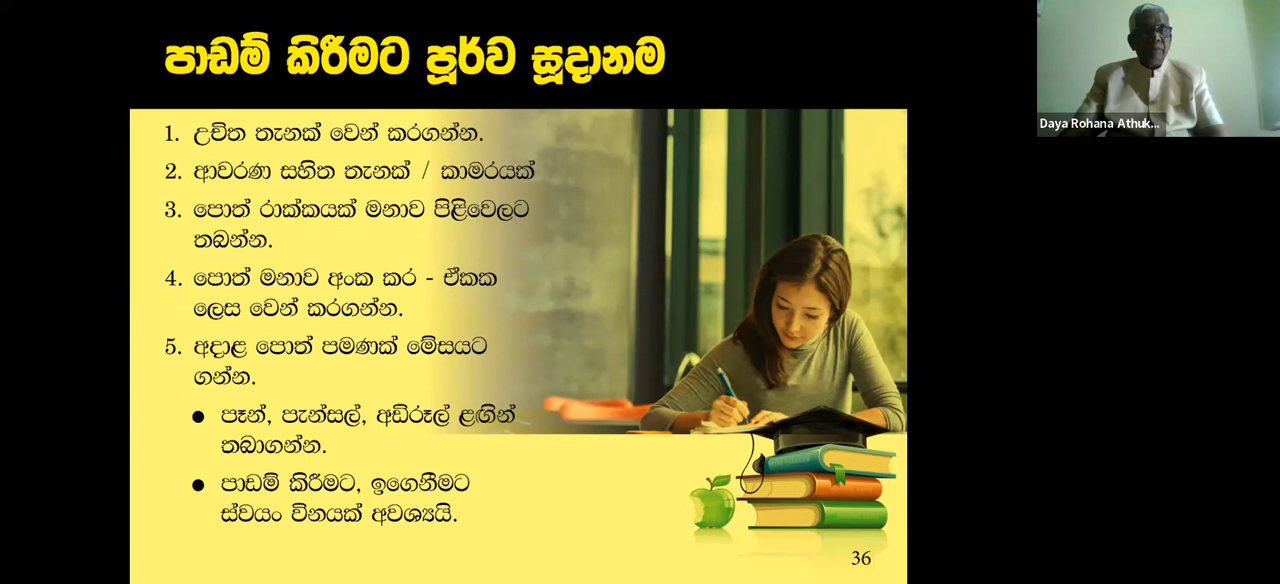 පාඩම් කිරීමට පූර්ව සූදානම
1. උචිත තැනක් වෙන් කරගන්න.
2. ආවරණ සහිත තැනක් / කාමරයක්
3. පොත් රාක්කයක් මනාව පිළිවෙලට
තබන්න.
4. පොත් මනාව අංක කර - ඒකක
ලෙස වෙන් කරගන්න.
5. අදාළ පොත් පමණක් මේසයට
ගන්න.
● පෑන්, පැන්සල්, අඩිරූල් ළඟින්
තබාගන්න.
● පාඩම් කිරීමට, ඉගෙනීමට
ස්වයං විනයක් අවශ්‍යයි.
36
Daya Rohana Athuk...